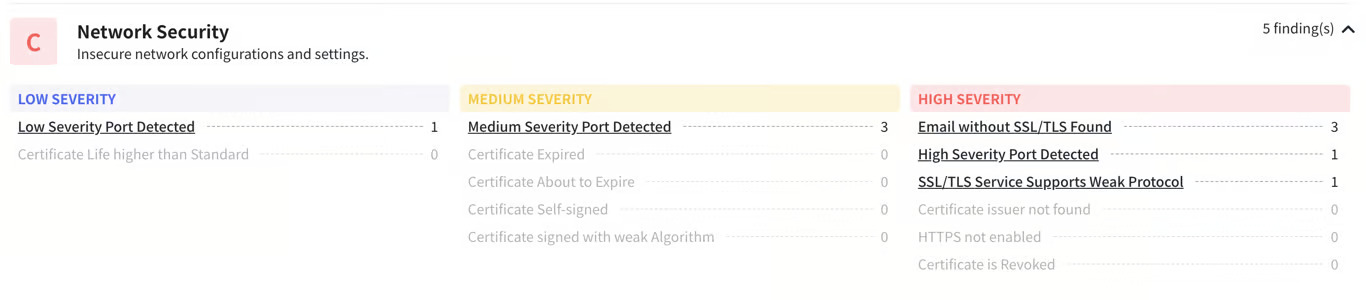 C
Network Security
5 finding(s)
Insecure network configurations and settings.
LOW SEVERITY
Low Severity Port Detected 1
Certificate Life higher than Standard 0
MEDIUM SEVERITY
Medium Severity Port Detected 3
Certificate Expired 0
Certificate About to Expire 0
Certificate Self-signed 0
Certificate signed with weak Algorithm 0
HIGH SEVERITY
Email without SSL/TLS Found 3
High Severity Port Detected 1
SSL/TLS Service Supports Weak Protocol 1
Certificate issuer not found 0
HTTPS not enabled 0
Certificate is Revoked 0